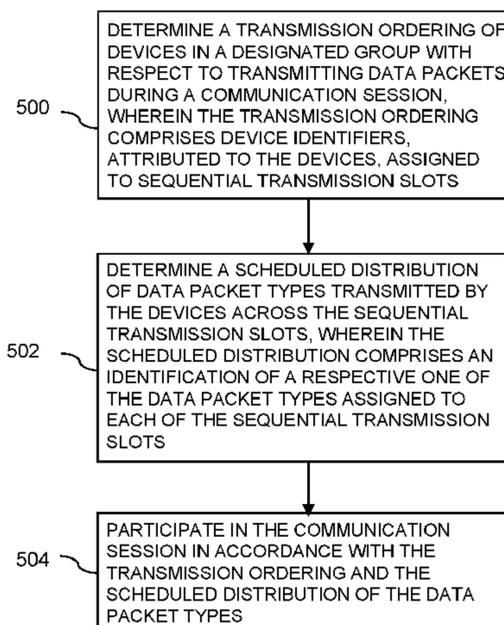 DETERMINE A TRANSMISSION ORDERING OF
DEVICES IN A DESIGNATED GROUP WITH
RESPECT TO TRANSMITTING DATA PACKETS
DURING A COMMUNICATION SESSION,
WHEREIN THE TRANSMISSION ORDERING
COMPRISES DEVICE IDENTIFIERS,
ATTRIBUTED TO THE DEVICES, ASSIGNED
TO SEQUENTIAL TRANSMISSION SLOTS
500
DETERMINE A SCHEDULED DISTRIBUTION
OF DATA PACKET TYPES TRANSMITTED BY
THE DEVICES ACROSS THE SEQUENTIAL
TRANSMISSION SLOTS, WHEREIN THE
SCHEDULED DISTRIBUTION COMPRISES AN
IDENTIFICATION OF A RESPECTIVE ONE OF
THE DATA PACKET TYPES ASSIGNED TO
EACH OF THE SEQUENTIAL TRANSMISSION
SLOTS
502
PARTICIPATE IN THE COMMUNICATION
SESSION IN ACCORDANCE WITH THE
TRANSMISSION ORDERING AND THE
SCHEDULED DISTRIBUTION OF THE DATA
PACKET TYPES
504